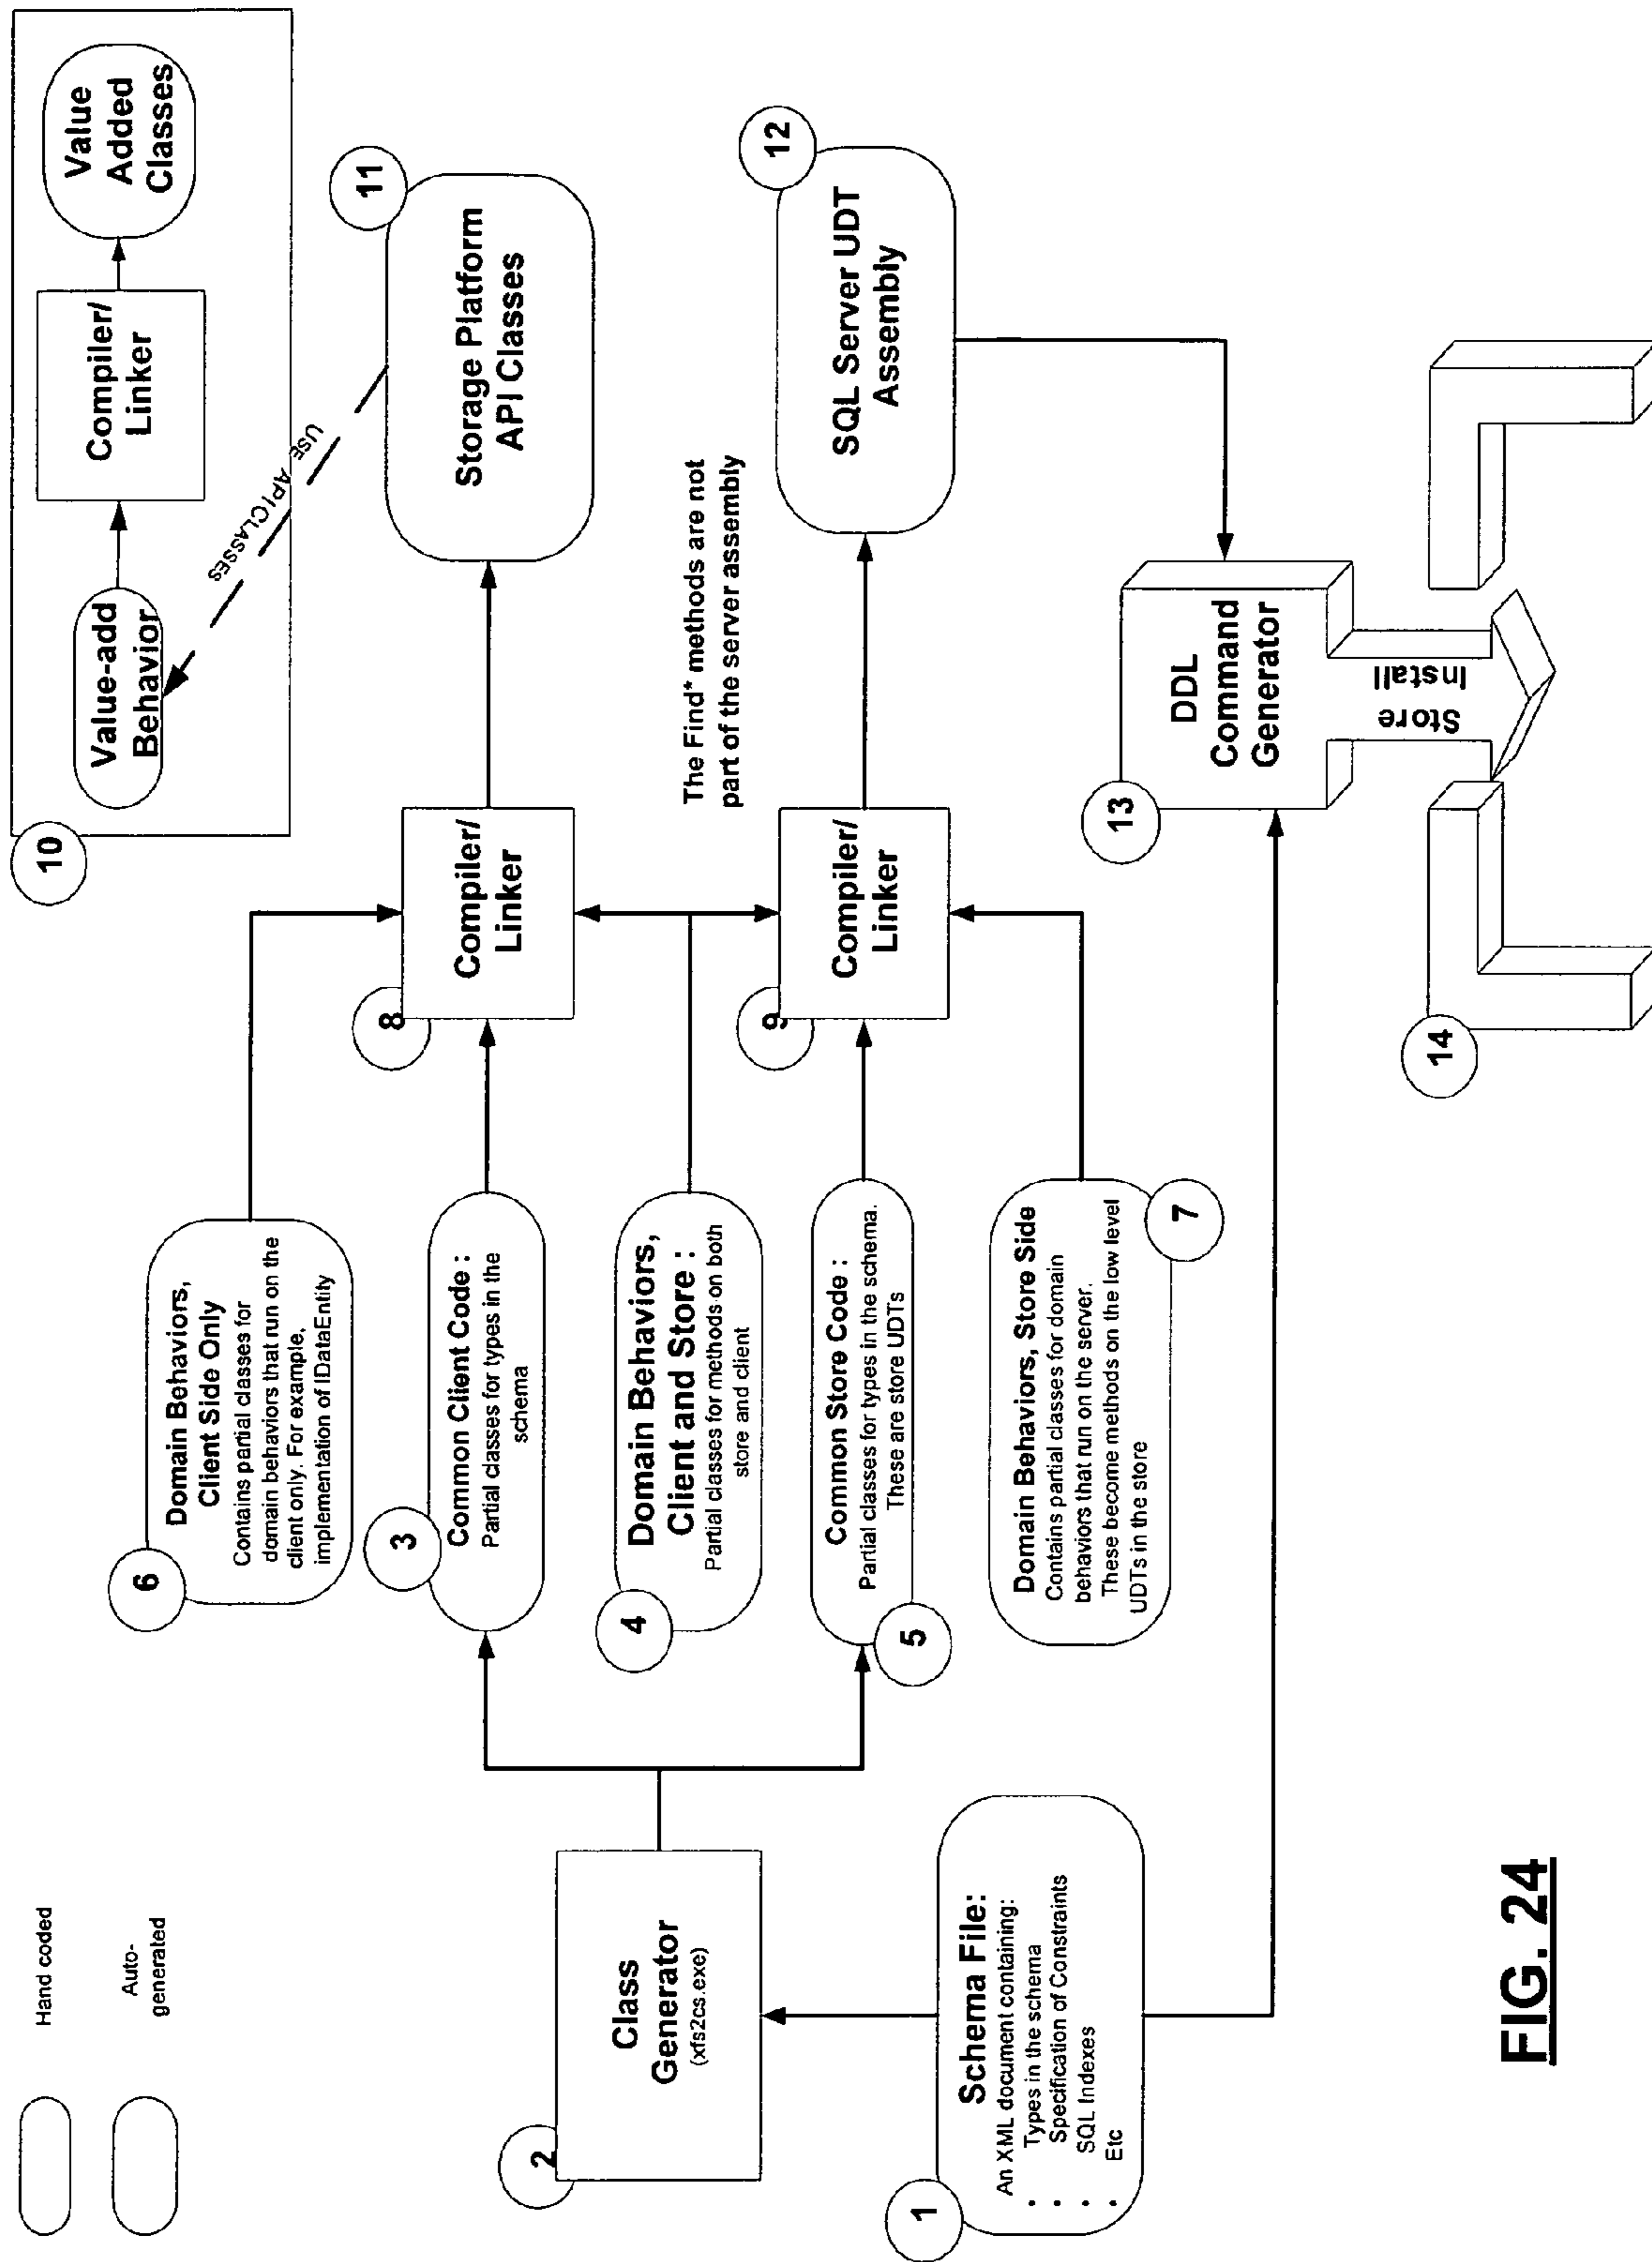 Hand coded
Auto-
generated
10
Value-add
Behavior
Compiler/
Linker
Value
Added
Classes
USE API CLASSES
6
Domain Behaviors,
Client Side Only
Contains partial classes for
domain behaviors that run on the
client only. For example,
implementation of IDataEntity
3
Common Client Code :
Partial classes for types in the
schema
8
Compiler/
Linker
11
Storage Platform
API Classes
2
Class
Generator
(xfs2cs.exe)
4
Domain Behaviors,
Client and Store :
Partial classes for methods on both
store and client
The Find* methods are not
part of the server assembly
5
Common Store Code :
Partial classes for types in the schema.
These are store UDTs
9
Compiler/
Linker
12
SQL Server UDT
Assembly
1
Schema File:
An XML document containing:
• Types in the schema
• Specification of Constraints
• SQL Indexes
• Etc
7
Domain Behaviors, Store Side
Contains partial classes for domain
behaviors that run on the server.
These become methods on the low level
UDTs in the store
13
DDL
Command
Generator
Store
Install
14
FIG. 24